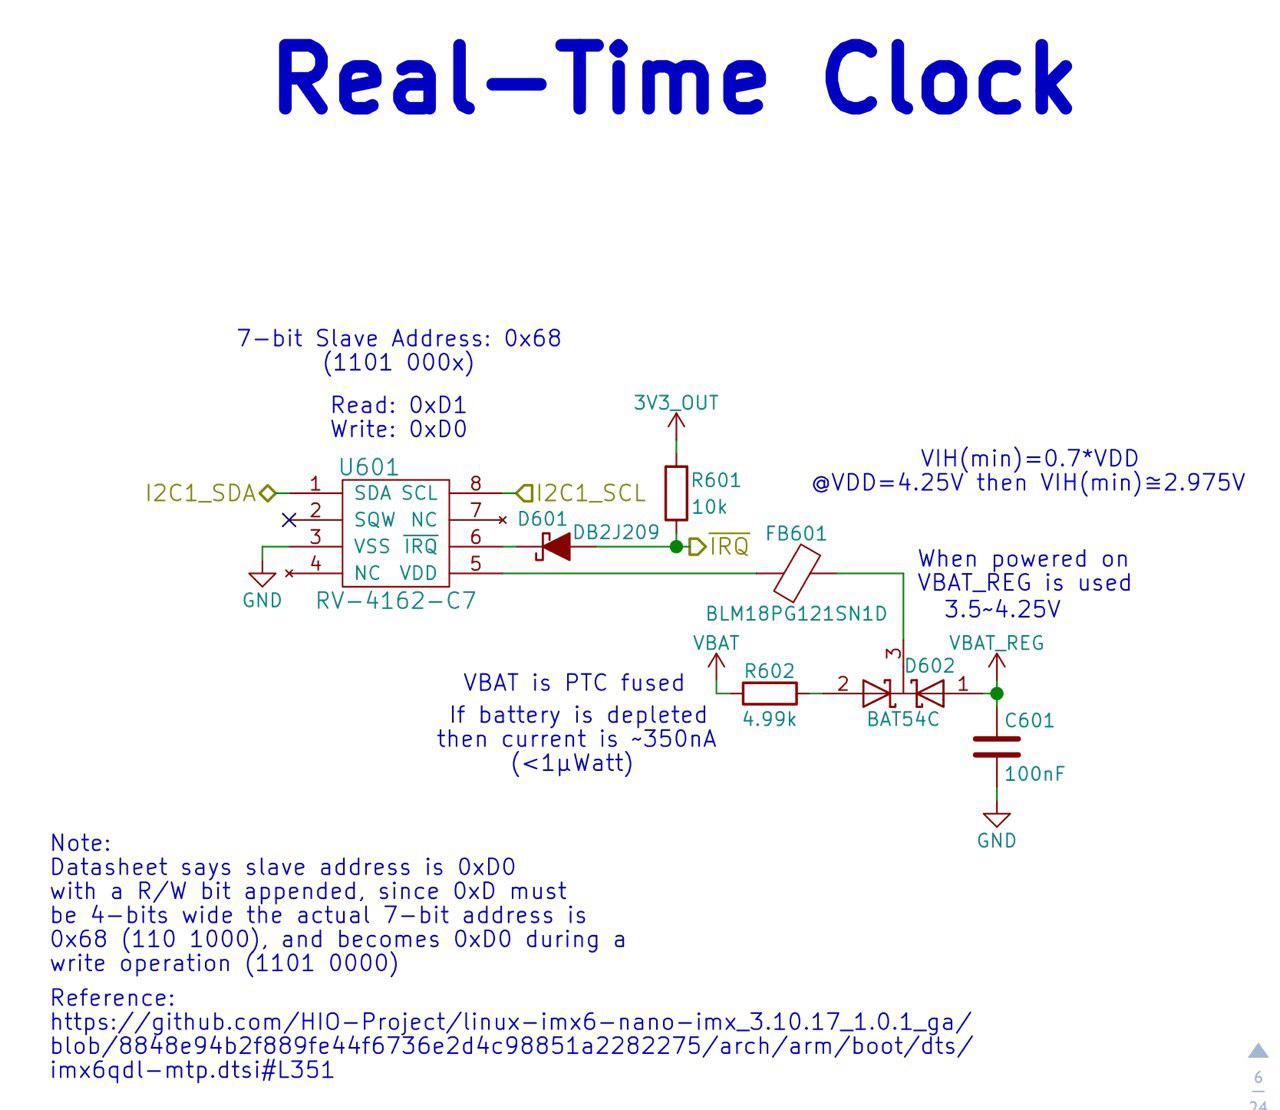 Real-Time Clock
7-bit Slave Address: 0x68
(1101 000x)
Read: 0xD1
Write: 0xD0
3V3_OUT
VIH(min)=0.7*VDD
@VDD=4.25V then VIH(min)≅2.975V
U601
I2C1_SDA 1 SDA SCL 8 I2C1_SCL
2 SQW NC 7
3 VSS IRQ 6
4 NC VDD 5
GND
RV-4162-C7
D601
DB2J209
R601
10k
IRQ
FB601
BLM18PG121SN1D
When powered on
VBAT_REG is used
3.5~4.25V
VBAT
R602
4.99k
2
3
D602
1
BAT54C
VBAT_REG
C601
100nF
GND
VBAT is PTC fused
If battery is depleted
then current is ~350nA
(<1µWatt)
Note:
Datasheet says slave address is 0xD0
with a R/W bit appended, since 0xD must
be 4-bits wide the actual 7-bit address is
0x68 (110 1000), and becomes 0xD0 during a
write operation (1101 0000)
Reference:
https://github.com/HIO-Project/linux-imx6-nano-imx_3.10.17_1.0.1_ga/
blob/8848e94b2f889fe44f6736e2d4c98851a2282275/arch/arm/boot/dts/
imx6qdl-mtp.dtsi#L351
6
24